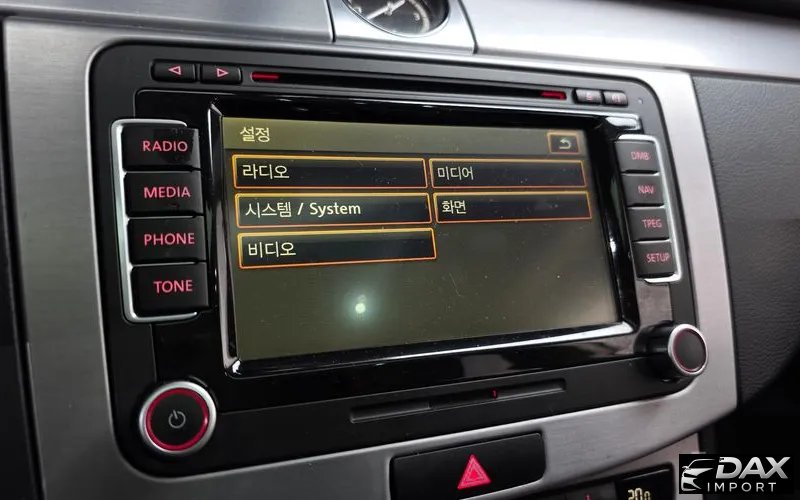 설정
라디오
미디어
시스템 / System
화면
비디오
RADIO
MEDIA
PHONE
TONE
DMB
NAV
TPEG
SETUP
DAX
IMPORT